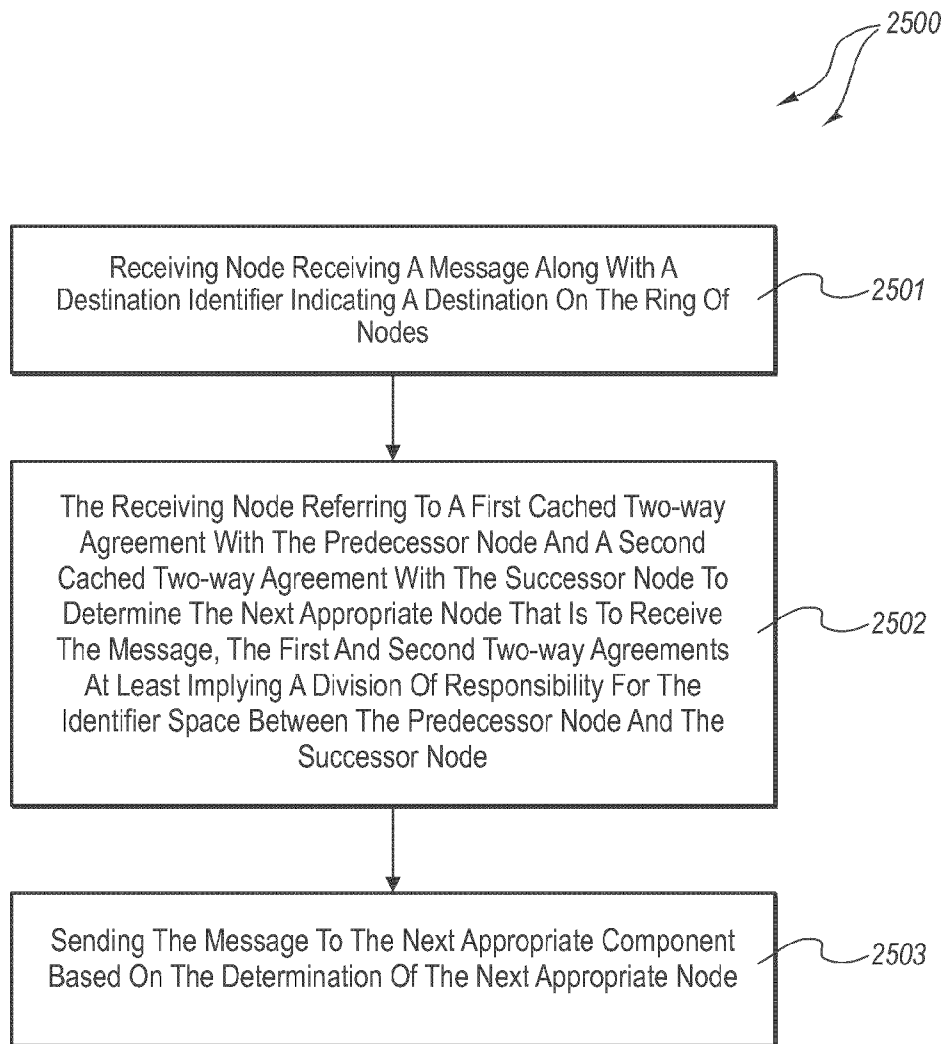 2500
Receiving Node Receiving A Message Along With A
Destination Identifier Indicating A Destination On The Ring Of
Nodes
2501
The Receiving Node Referring To A First Cached Two-way
Agreement With The Predecessor Node And A Second
Cached Two-way Agreement With The Successor Node To
Determine The Next Appropriate Node That Is To Receive
The Message, The First And Second Two-way Agreements
At Least Implying A Division Of Responsibility For The
Identifier Space Between The Predecessor Node And The
Successor Node
2502
Sending The Message To The Next Appropriate Component
Based On The Determination Of The Next Appropriate Node
2503